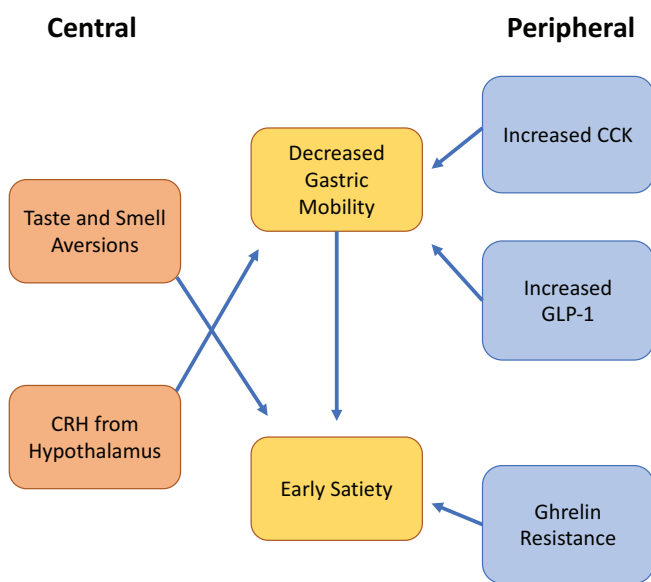 Central
Peripheral
Increased CCK
Decreased
Gastric
Mobility
Taste and Smell
Aversions
Increased
GLP-1
CRH from
Hypothalamus
Early Satiety
Ghrelin
Resistance